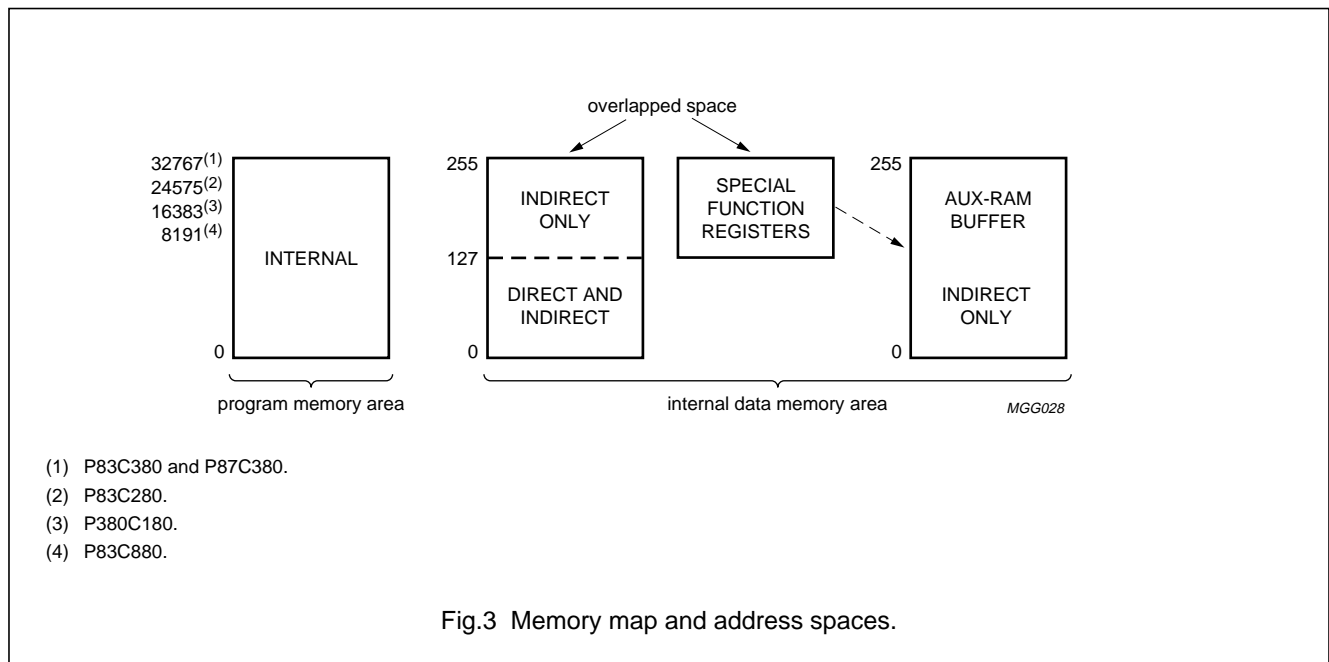 overlapped space
32767(1)
24575(2)
16383(3)
8191(4)
0
INTERNAL
program memory area
255
127
0
INDIRECT
ONLY
DIRECT AND
INDIRECT
SPECIAL
FUNCTION
REGISTERS
255
0
AUX-RAM
BUFFER
INDIRECT
ONLY
internal data memory area
MGG028
(1) P83C380 and P87C380.
(2) P83C280.
(3) P380C180.
(4) P83C880.
Fig.3 Memory map and address spaces.